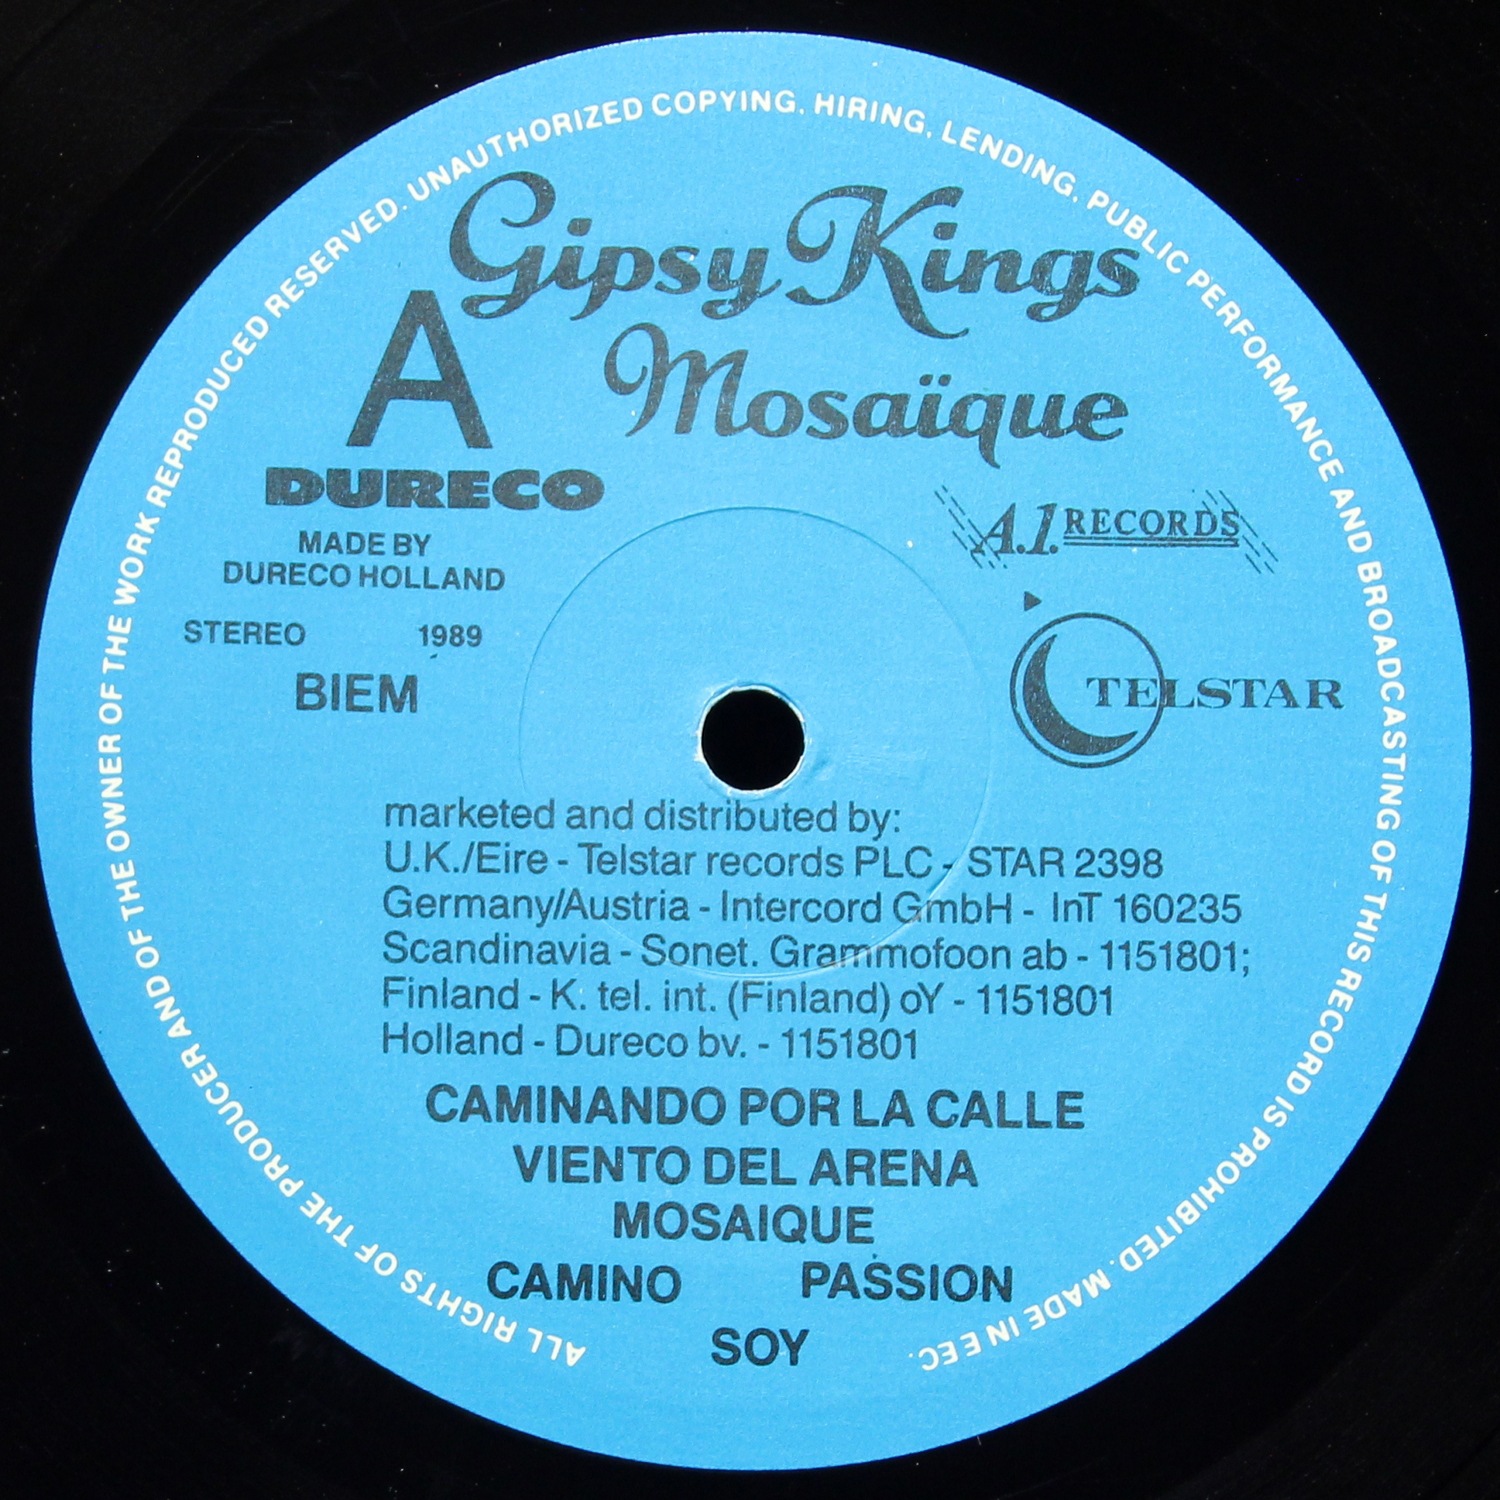 ALL RIGHTS OF THE PRODUCER AND OF THE OWNER OF THE WORK REPRODUCED RESERVED. UNAUTHORIZED COPYING, HIRING, LENDING, PUBLIC PERFORMANCE AND BROADCASTING OF THIS RECORD IS PROHIBITED. MADE IN EEC.
Gipsy Kings
A
Mosaïque
DURECO
MADE BY
DURECO HOLLAND
A.1. RECORDS
STEREO 1989
BIEM
TELSTAR
marketed and distributed by:
U.K./Eire - Telstar records PLC - STAR 2398
Germany/Austria - Intercord GmbH - InT 160235
Scandinavia - Sonet. Grammofoon ab - 1151801;
Finland - K. tel. int. (Finland) oY - 1151801
Holland - Dureco bv. - 1151801
CAMINANDO POR LA CALLE
VIENTO DEL ARENA
MOSAIQUE
CAMINO PASSION
SOY